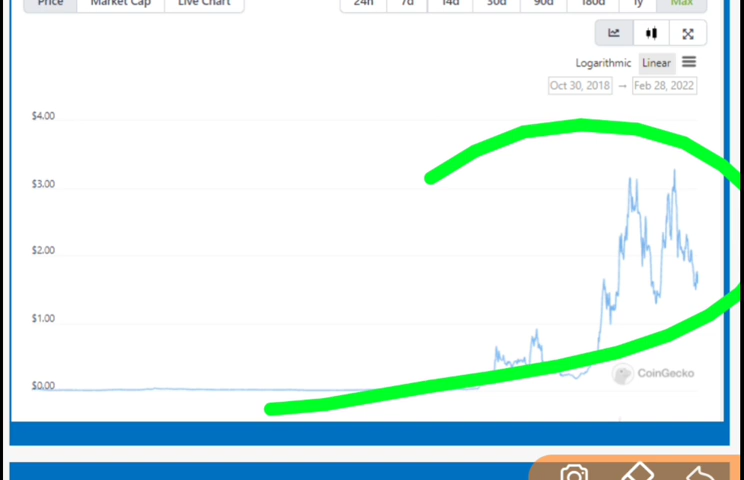 Price Market Cap Live Chart 24h 7d 14d 30d 90d 180d 1y Max
Logarithmic Linear
Oct 30, 2018 → Feb 28, 2022
$4.00
$3.00
$2.00
$1.00
$0.00
CoinGecko